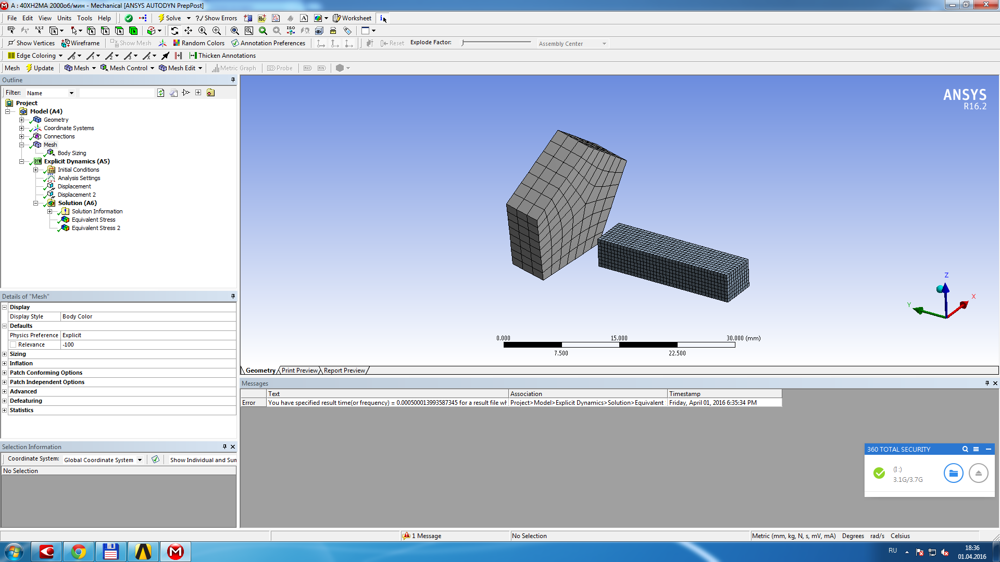 A : 40ХН2МА 2000об/мин - Mechanical [ANSYS AUTODYN PrepPost]
File Edit View Units Tools Help Solve ?/Show Errors Worksheet
Show Vertices Wireframe Show Mesh Random Colors Annotation Preferences Reset Explode Factor: Assembly Center
Edge Coloring Thicken Annotations
Mesh Update Mesh Mesh Control Mesh Edit Metric Graph Probe MAX MIN
Outline
Filter: Name
Project
Model (A4)
Geometry
Coordinate Systems
Connections
Mesh
Body Sizing
Explicit Dynamics (A5)
Initial Conditions
Analysis Settings
Displacement
Displacement 2
Solution (A6)
Solution Information
Equivalent Stress
Equivalent Stress 2
Details of "Mesh"
Display
Display Style Body Color
Defaults
Physics Preference Explicit
Relevance -100
Sizing
Inflation
Patch Conforming Options
Patch Independent Options
Advanced
Defeaturing
Statistics
Selection Information
Coordinate System: Global Coordinate System Show Individual and Sum
No Selection
ANSYS
R16.2
Z
X
Y
0.000 15.000 30.000 (mm)
7.500 22.500
Geometry Print Preview Report Preview
Messages
Text Association Timestamp
Error You have specified result time(or frequency) = 0.000500013993587345 for a result file wh Project>Model>Explicit Dynamics>Solution>Equivalent Friday, April 01, 2016 6:35:34 PM
360 TOTAL SECURITY
(I:)
3.1G/3.7G
1 Message No Selection Metric (mm, kg, N, s, mV, mA) Degrees rad/s Celsius
RU 18:36
01.04.2016